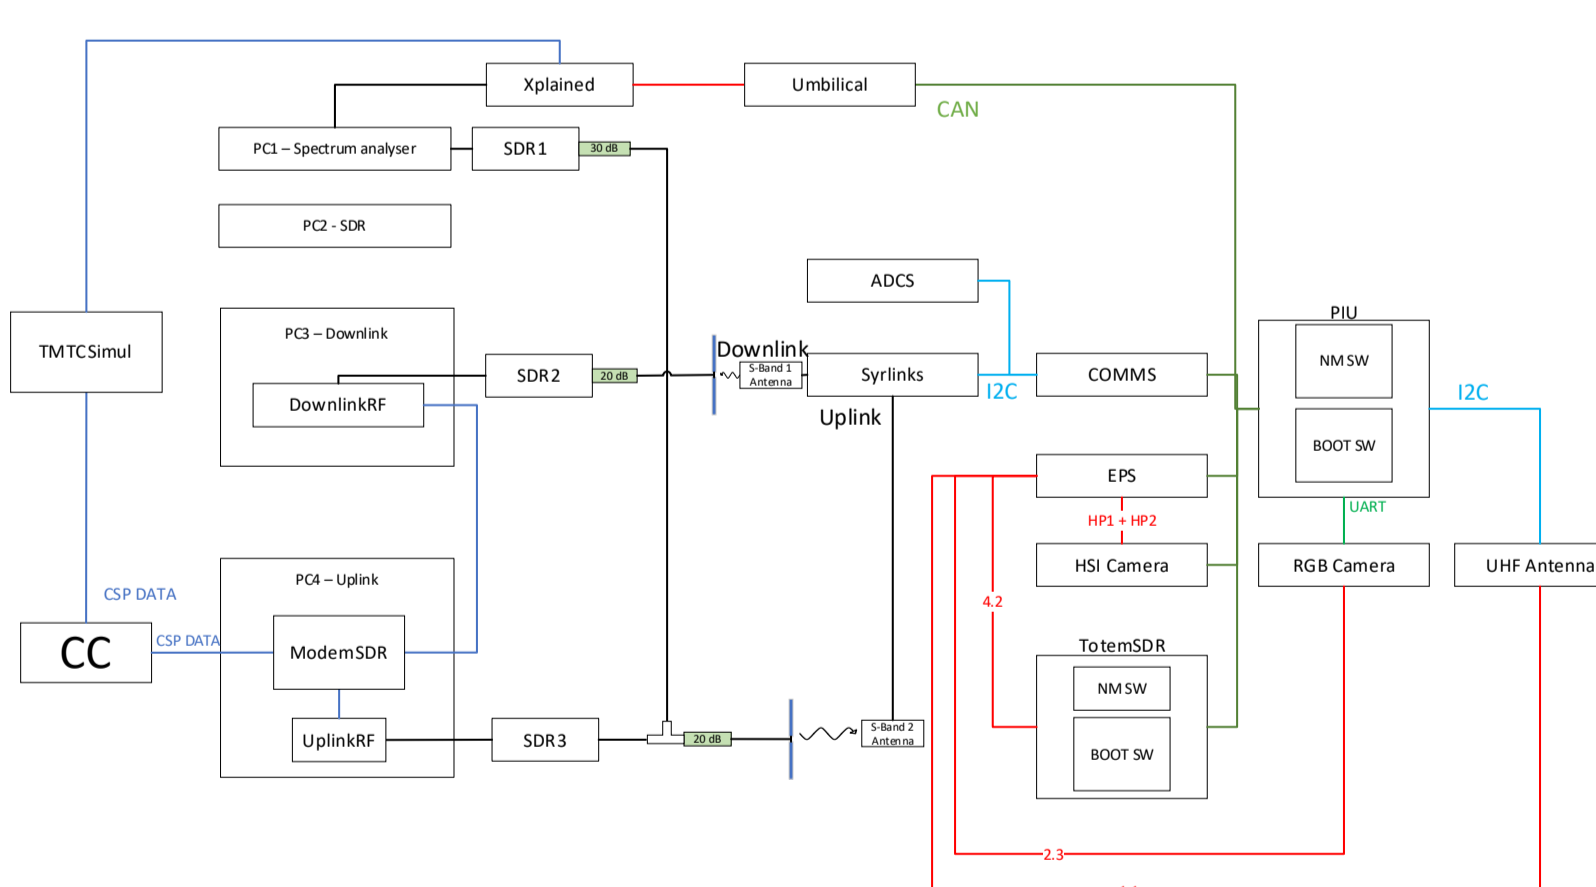 Xplained
Umbilical
CAN
PC1 – Spectrum analyser
SDR1
30 dB
PC2 - SDR
ADCS
PIU
NM SW
BOOT SW
TMTCSimul
PC3 – Downlink
DownlinkRF
SDR2
20 dB
Downlink
S-Band 1
Antenna
Syrlinks
I2C
COMMS
Uplink
I2C
EPS
HP1 + HP2
HSI Camera
UART
RGB Camera
UHF Antenna
4.2
CSP DATA
CC
CSP DATA
PC4 – Uplink
ModemSDR
UplinkRF
SDR3
20 dB
S-Band 2
Antenna
TotemSDR
NM SW
BOOT SW
2.3